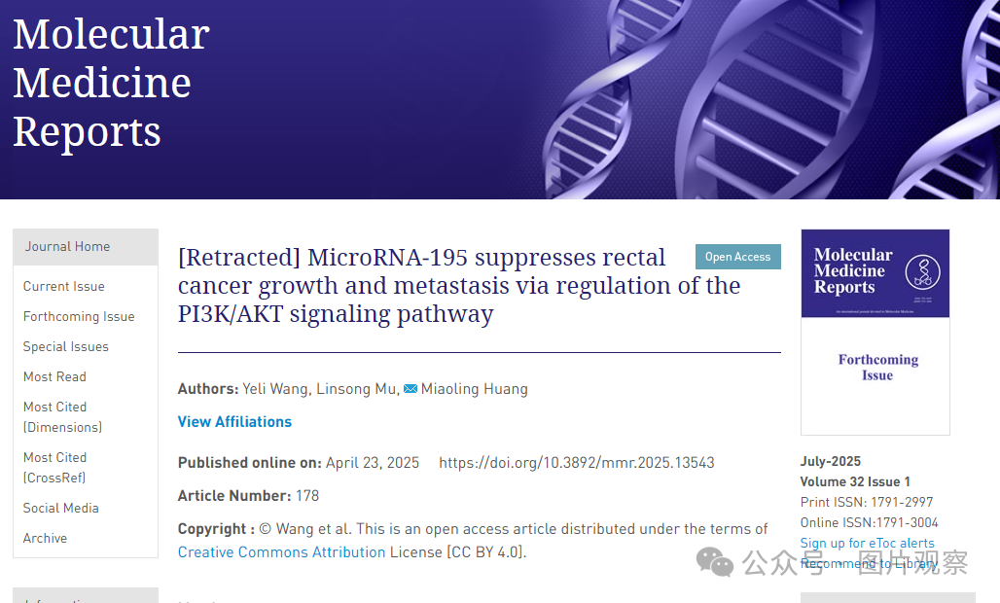 Molecular
Medicine
Reports
Journal Home
Current Issue
Forthcoming Issue
Special Issues
Most Read
Most Cited
(Dimensions)
Most Cited
(CrossRef)
Social Media
Archive
[Retracted] MicroRNA‑195 suppresses rectal
cancer growth and metastasis via regulation of the
PI3K/AKT signaling pathway
Open Access
Authors: Yeli Wang, Linsong Mu, Miaoling Huang
View Affiliations
Published online on: April 23, 2025 https://doi.org/10.3892/mmr.2025.13543
Article Number: 178
Copyright : © Wang et al. This is an open access article distributed under the terms of
Creative Commons Attribution License [CC BY 4.0].
Molecular
Medicine
Reports
Forthcoming
Issue
July-2025
Volume 32 Issue 1
Print ISSN: 1791-2997
Online ISSN:1791-3004
Sign up for eToc alerts
Recommend to Library
公众号 · 图片观察